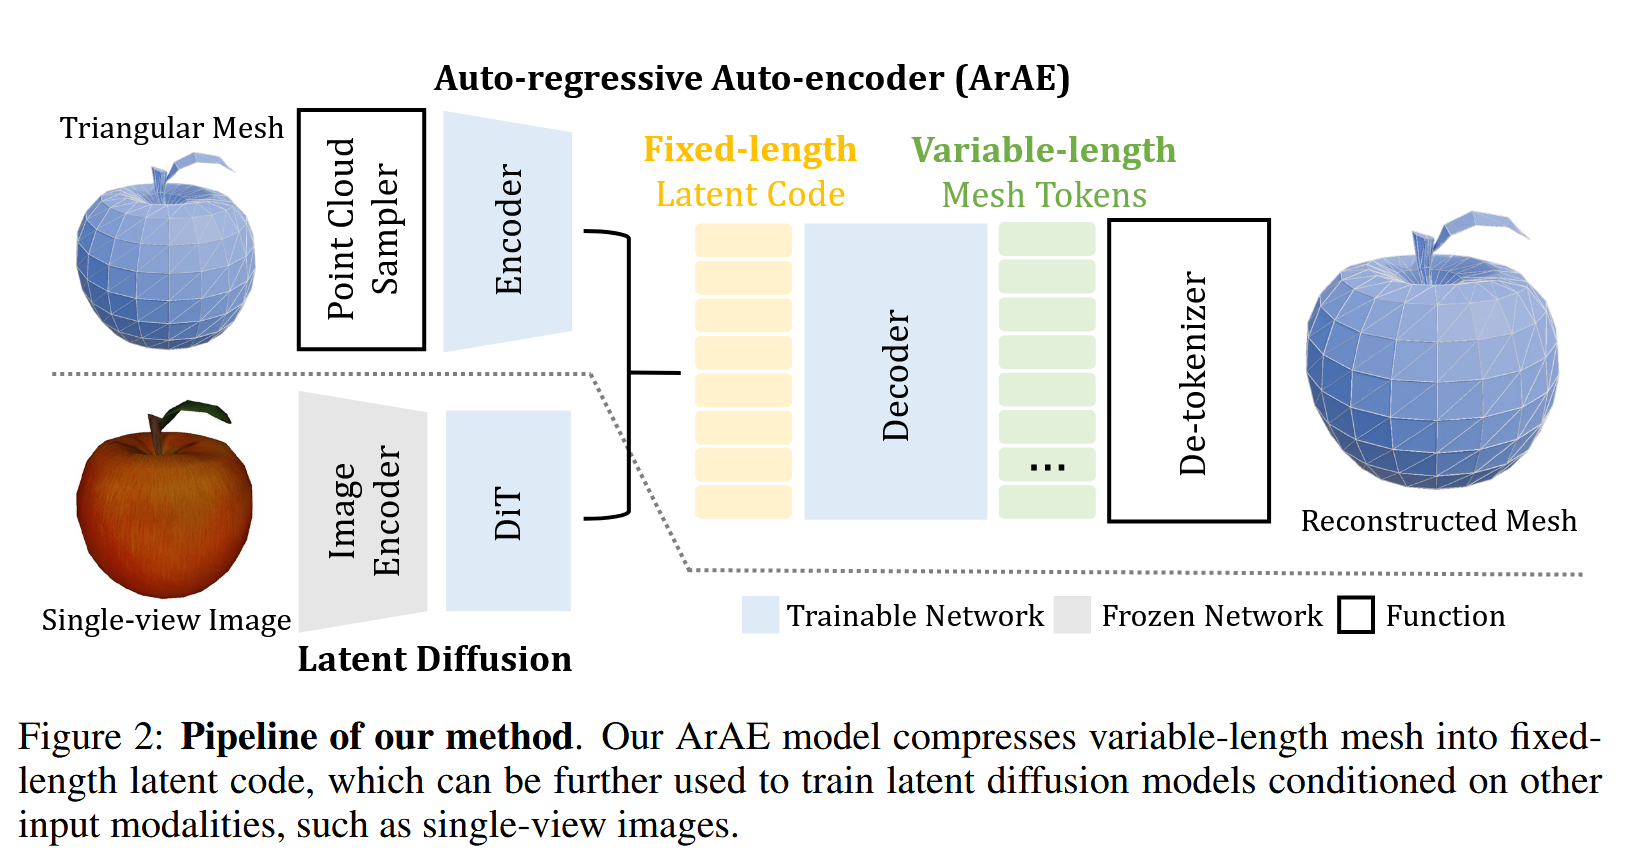 Auto-regressive Auto-encoder (ArAE)
Triangular Mesh
Point Cloud
Sampler
Encoder
Fixed-length
Latent Code
Variable-length
Mesh Tokens
Decoder
...
De-tokenizer
Reconstructed Mesh
Image
Encoder
DiT
Single-view Image
Latent Diffusion
Trainable Network
Frozen Network
Function
Figure 2: Pipeline of our method. Our ArAE model compresses variable-length mesh into fixed-
length latent code, which can be further used to train latent diffusion models conditioned on other
input modalities, such as single-view images.